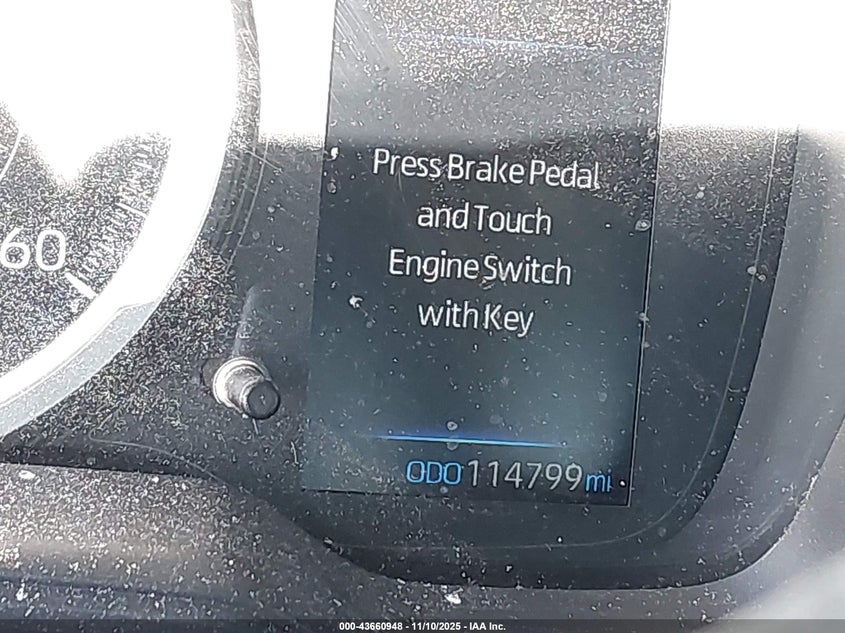 Press Brake Pedal
and Touch
Engine Switch
with Key
60
ODO 114799 mi
000-43660948 - 11/10/2025 - IAA Inc.